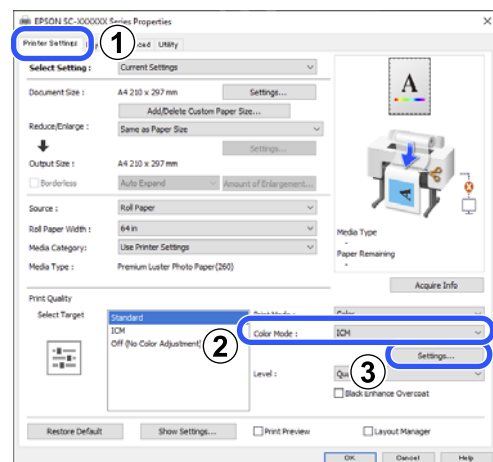 EPSON SC-XXXXXX Series Properties
Printer Settings
1
Utility
Select Setting :
Current Settings
Document Size :
A4 210 x 297 mm
Settings...
Add/Delete Custom Paper Size...
Reduce/Enlarge :
Same as Paper Size
Settings...
Output Size :
A4 210 x 297 mm
Borderless
Auto Expand
Amount of Enlargement...
Source :
Roll Paper
Roll Paper Width :
64 in
Media Category:
Use Printer Settings
Media Type :
Premium Luster Photo Paper(260)
A
A
Media Type
-
Paper Remaining
-
Acquire Info
Print Quality
Select Target
Standard
ICM
Off (No Color Adjustment)
2
Print Mode :
Color
Color Mode :
ICM
Settings...
3
Level :
Black Enhance Overcoat
Restore Default
Show Settings...
Print Preview
Layout Manager
OK
Cancel
Help